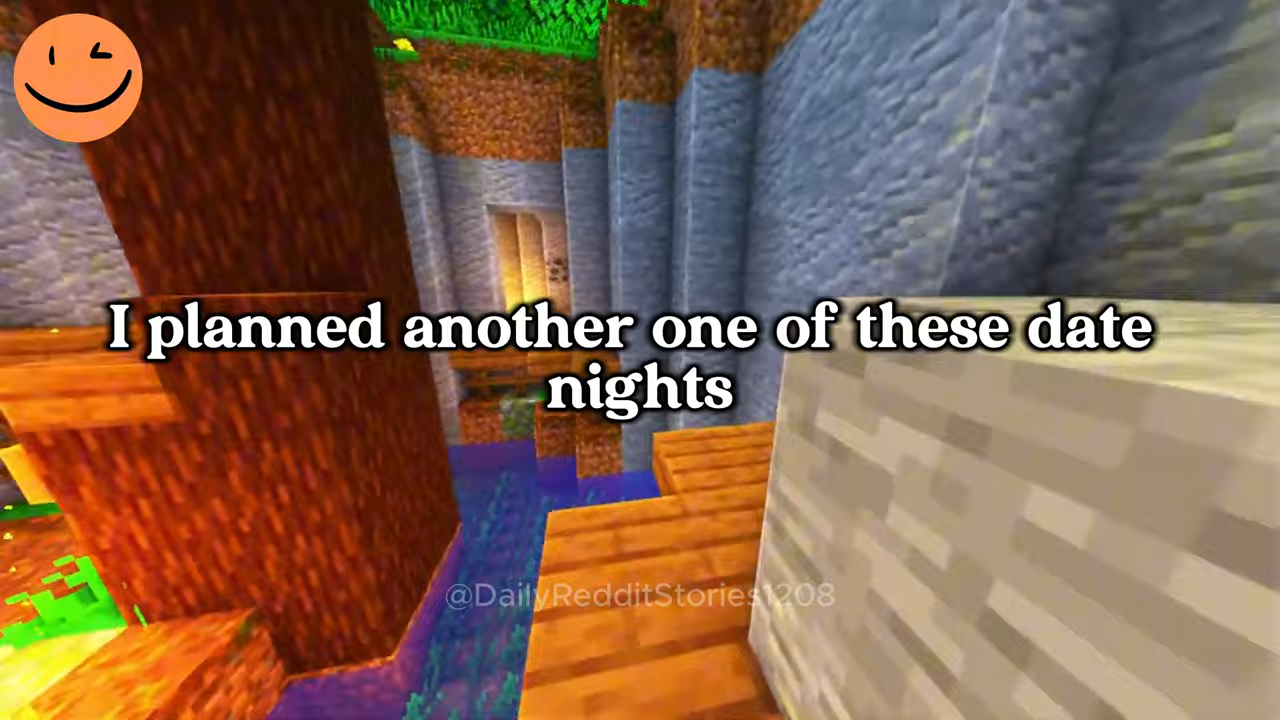 I planned another one of these date
nights
@DailyRedditStories1208